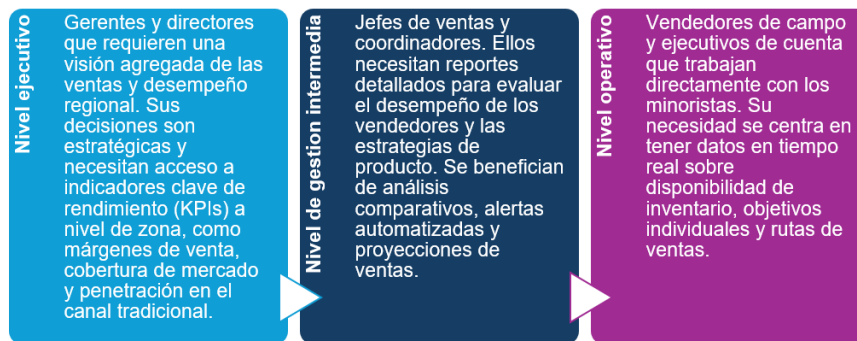 Nivel ejecutivo
Gerentes y directores
que requieren una
visión agregada de las
ventas y desempeño
regional. Sus
decisiones son
estratégicas y
necesitan acceso a
indicadores clave de
rendimiento (KPIs) a
nivel de zona, como
márgenes de venta,
cobertura de mercado
y penetración en el
canal tradicional.
Nivel de gestion intermedia
Jefes de ventas y
coordinadores. Ellos
necesitan reportes
detallados para evaluar
el desempeño de los
vendedores y las
estrategias de
producto. Se benefician
de análisis
comparativos, alertas
automatizadas y
proyecciones de
ventas.
Nivel operativo
Vendedores de campo
y ejecutivos de cuenta
que trabajan
directamente con los
minoristas. Su
necesidad se centra en
tener datos en tiempo
real sobre
disponibilidad de
inventario, objetivos
individuales y rutas de
ventas.